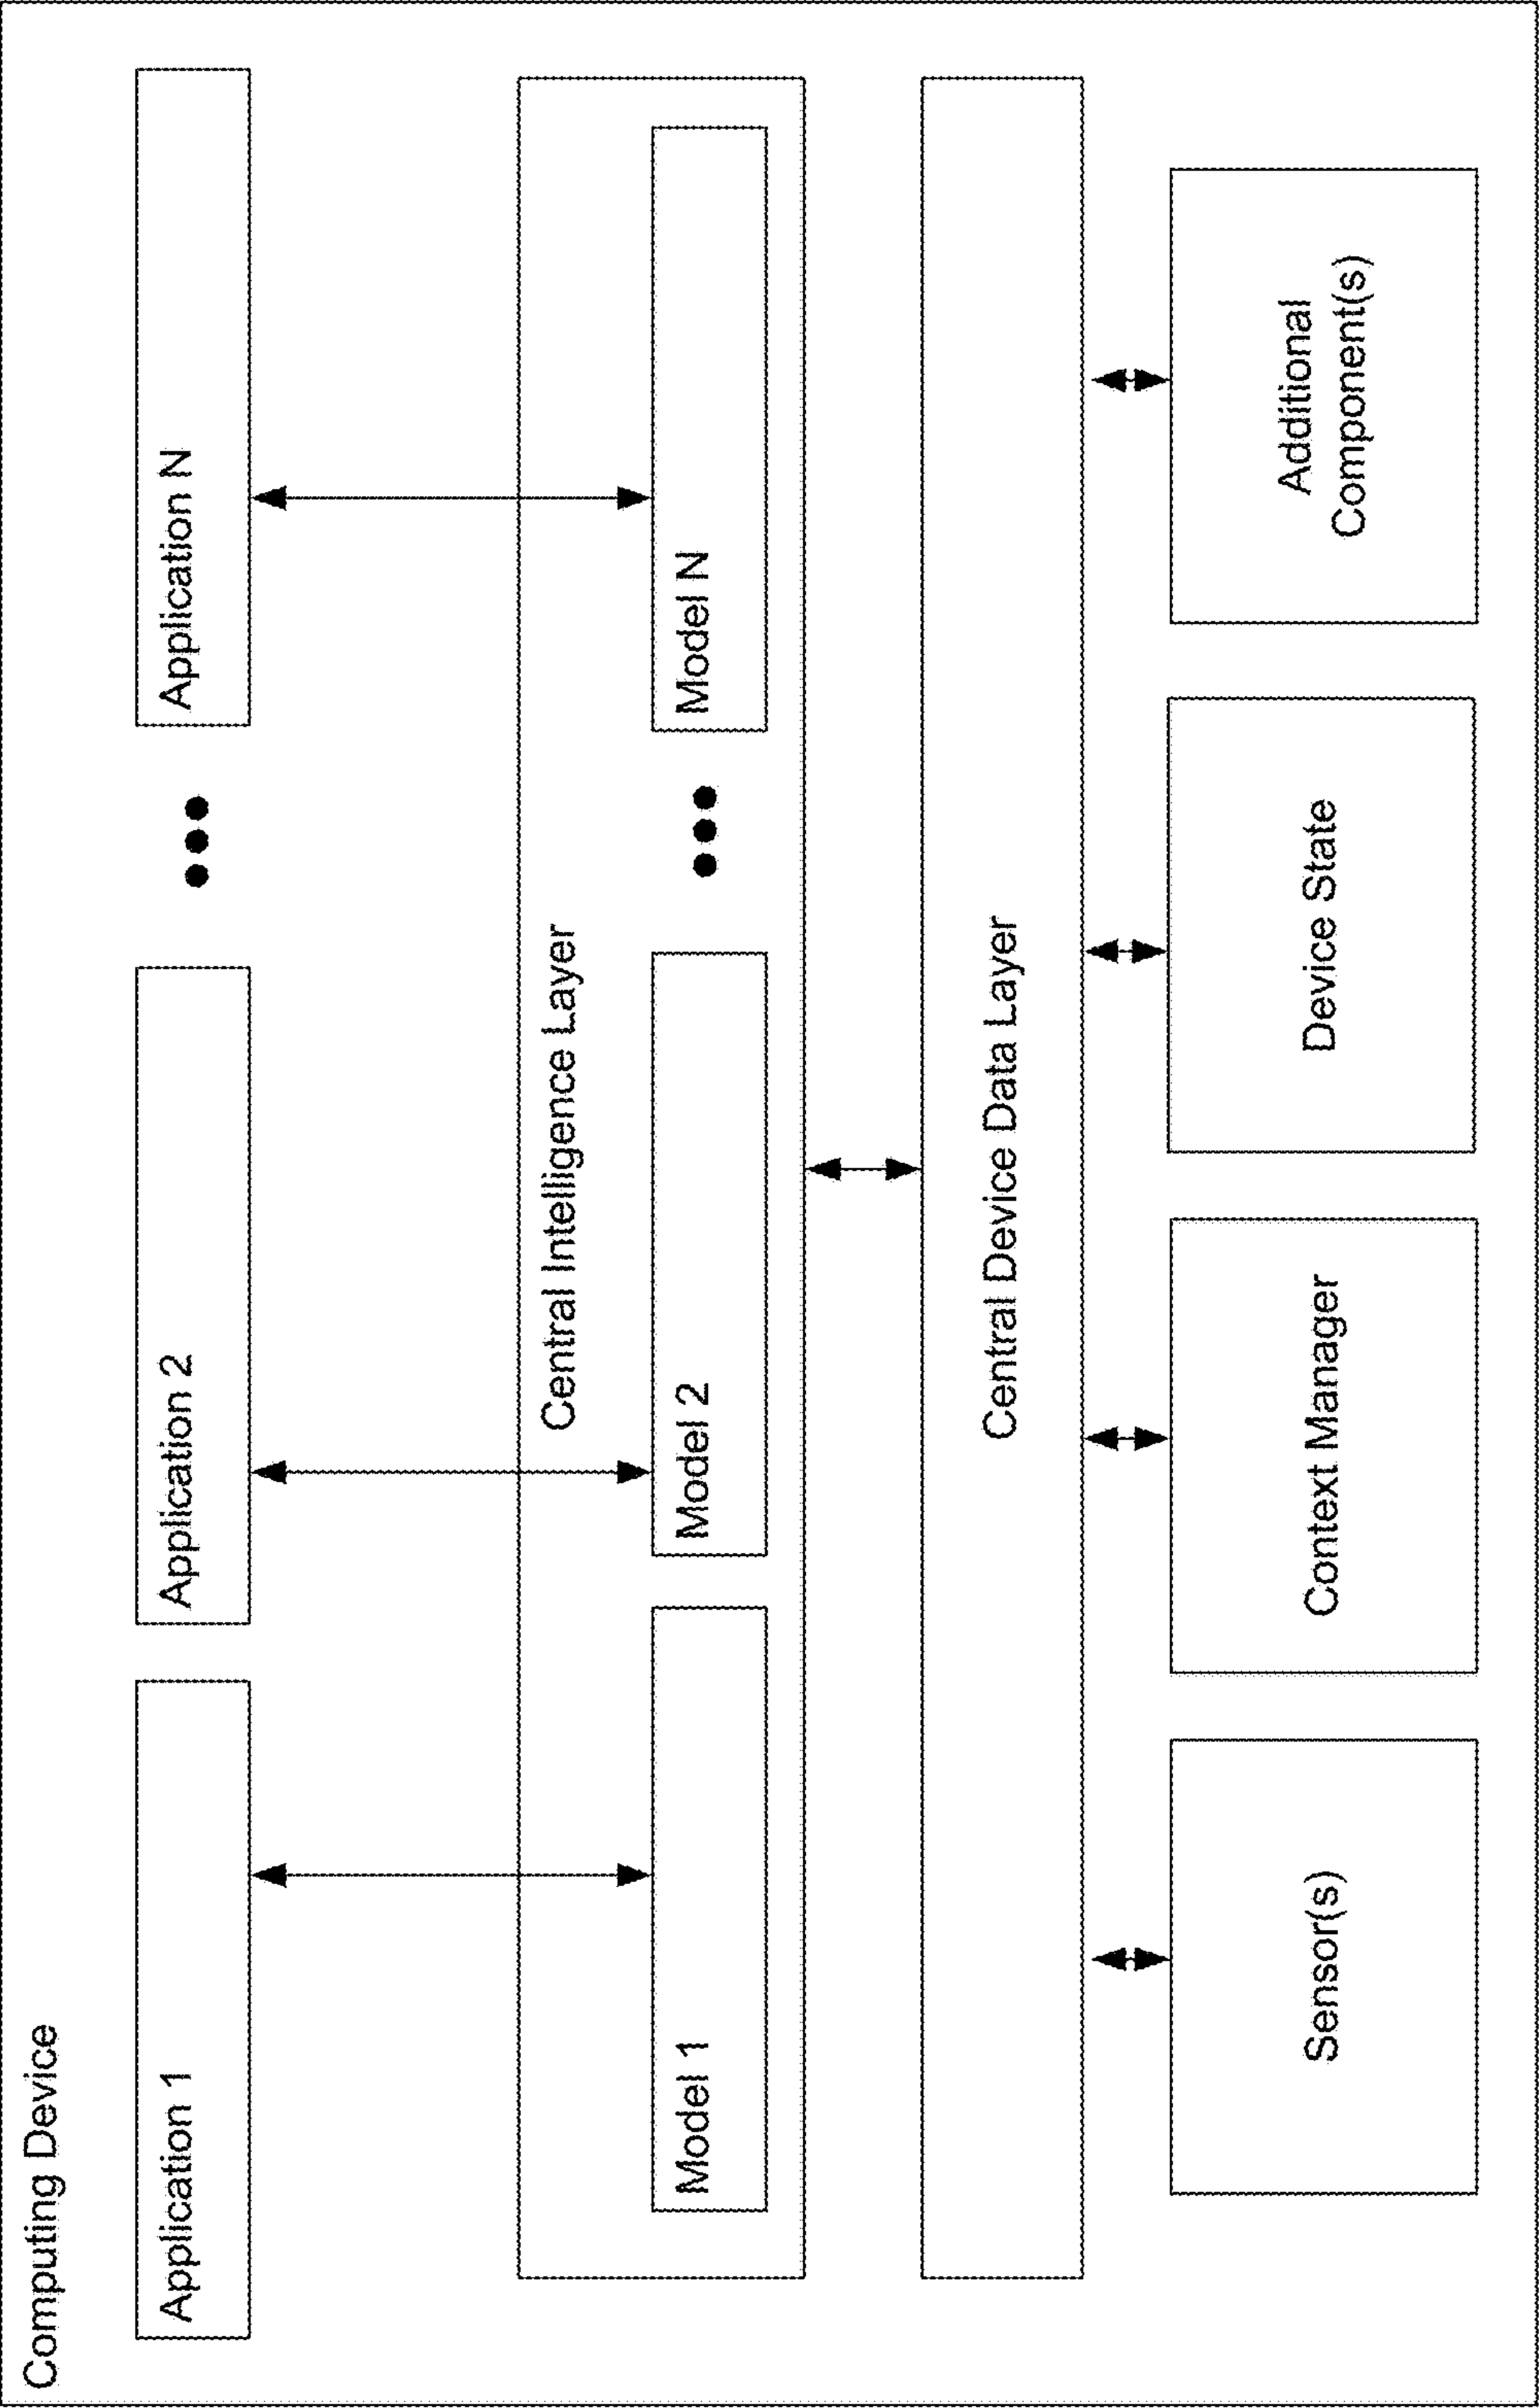 Computing Device
Application 1
Application 2
Application N
Central Intelligence Layer
Model 1
Model 2
Model N
Central Device Data Layer
Sensor(s)
Context Manager
Device State
Additional
Component(s)